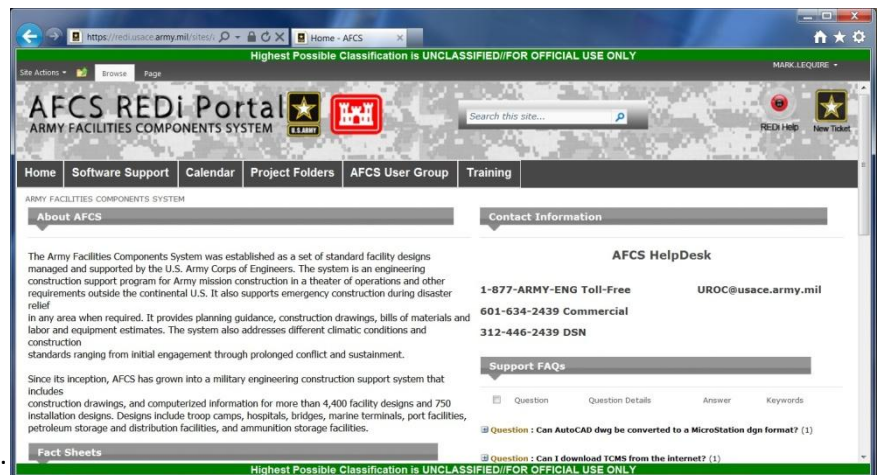 https://redi.usace.army.mil/sites/
Home - AFCS
Highest Possible Classification is UNCLASSIFIED//FOR OFFICIAL USE ONLY
Site Actions
Browse
Page
MARK.LEQUIRE
AFCS REDi Portal
ARMY FACILITIES COMPONENTS SYSTEM
U.S.ARMY
Search this site...
REDI Help
New Ticket
Home
Software Support
Calendar
Project Folders
AFCS User Group
Training
ARMY FACILITIES COMPONENTS SYSTEM
About AFCS
The Army Facilities Components System was established as a set of standard facility designs
managed and supported by the U.S. Army Corps of Engineers. The system is an engineering
construction support program for Army mission construction in a theater of operations and other
requirements outside the continental U.S. It also supports emergency construction during disaster
relief
in any area when required. It provides planning guidance, construction drawings, bills of materials and
labor and equipment estimates. The system also addresses different climatic conditions and
construction
standards ranging from initial engagement through prolonged conflict and sustainment.
Since its inception, AFCS has grown into a military engineering construction support system that
includes
construction drawings, and computerized information for more than 4,400 facility designs and 750
installation designs. Designs include troop camps, hospitals, bridges, marine terminals, port facilities,
petroleum storage and distribution facilities, and ammunition storage facilities.
Fact Sheets
Contact Information
AFCS HelpDesk
1-877-ARMY-ENG Toll-Free UROC@usace.army.mil
601-634-2439 Commercial
312-446-2439 DSN
Support FAQs
Question Question Details Answer Keywords
Question : Can AutoCAD dwg be converted to a MicroStation dgn format? (1)
Question : Can I download TCMS from the internet? (1)
Highest Possible Classification is UNCLASSIFIED//FOR OFFICIAL USE ONLY
.